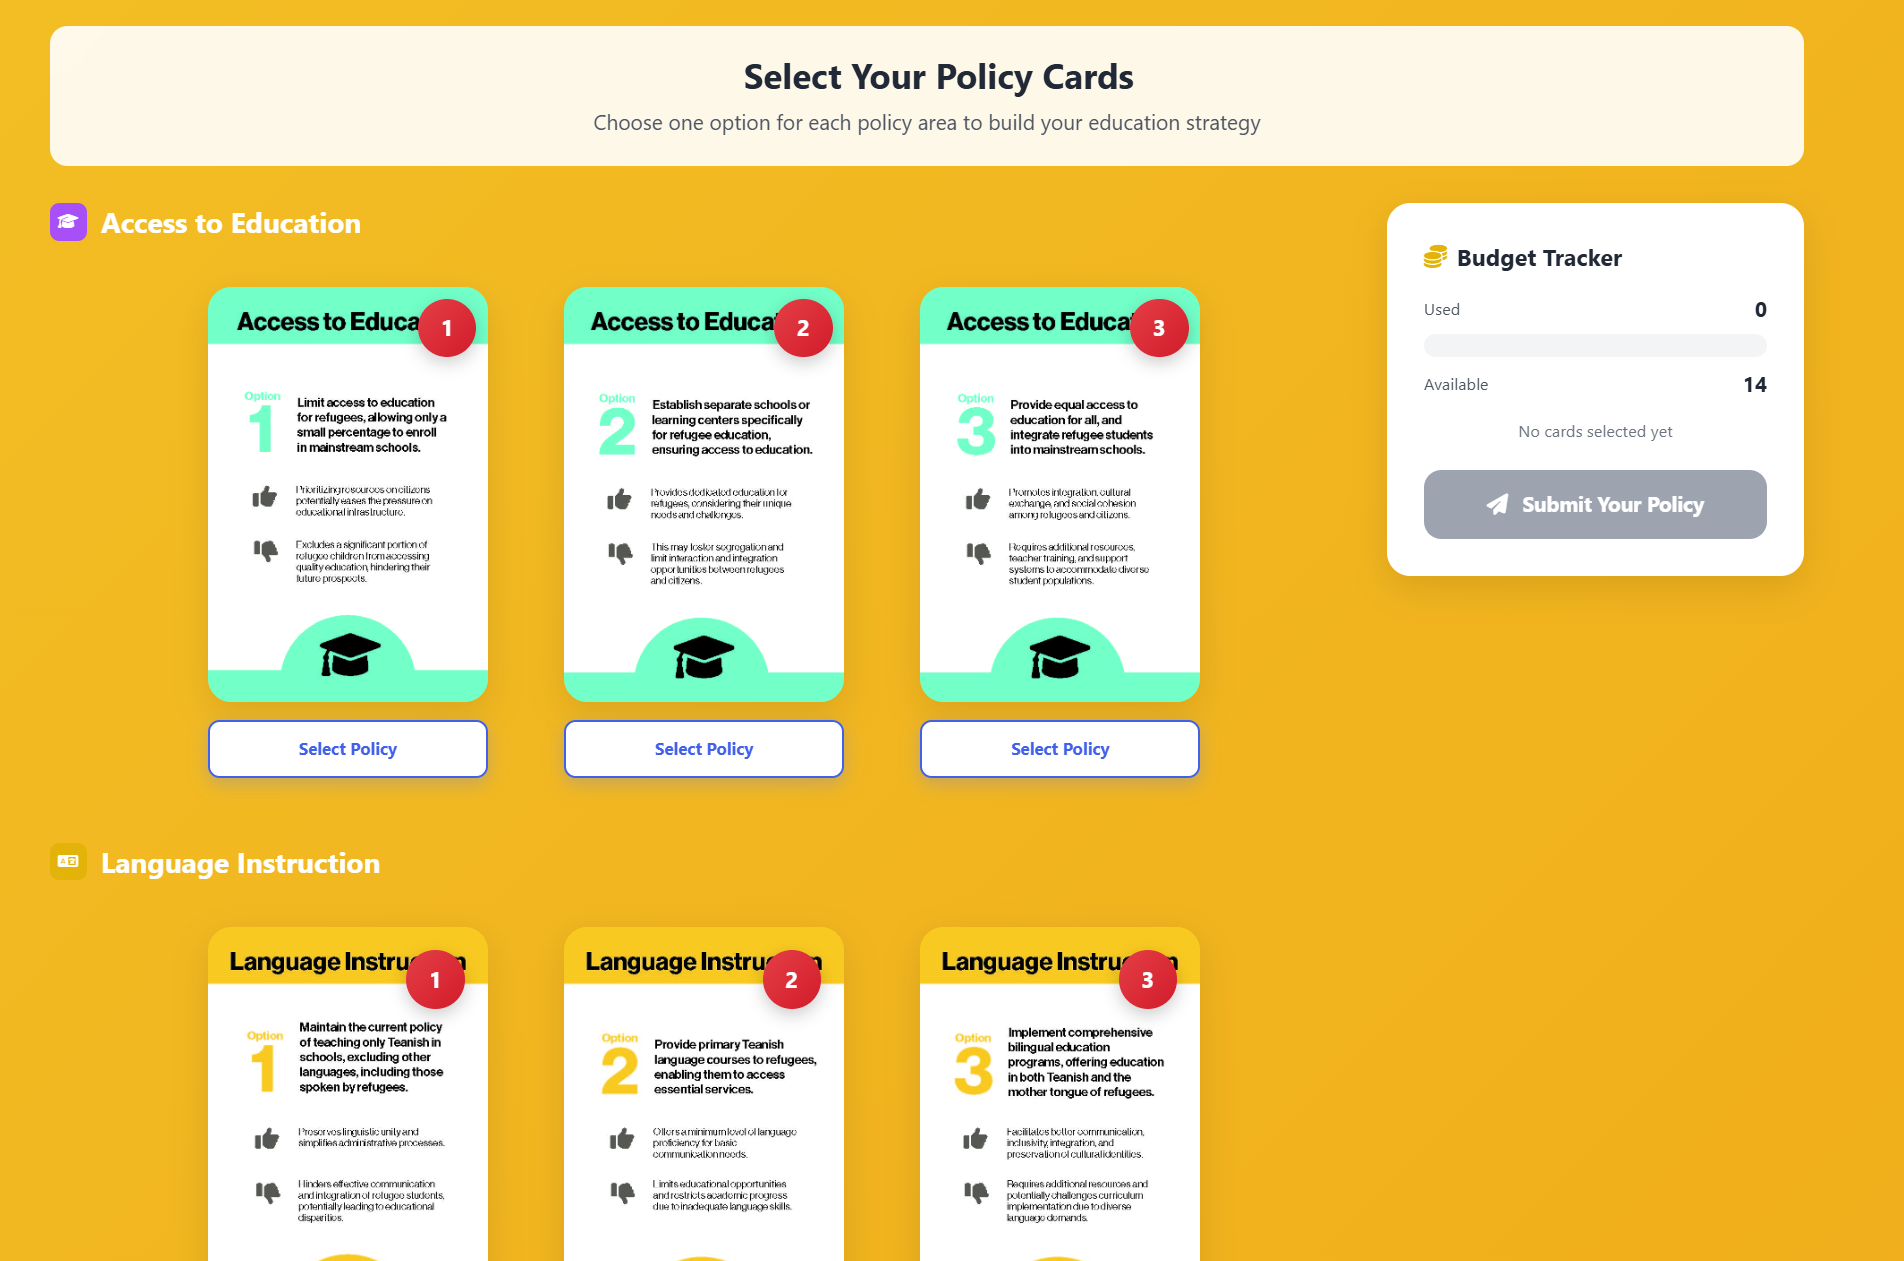 Select Your Policy Cards
Choose one option for each policy area to build your education strategy
Access to Education
Budget Tracker
Used 0
Available 14
No cards selected yet
Submit Your Policy
Access to Educa
1
Option
1
Limit access to education
for refugees, allowing only a
small percentage to enroll
in mainstream schools.
Prioritizing resources on citizens
potentially eases the pressure on
educational infrastructure.
Excludes a significant portion of
refugee children from accessing
quality education, hindering their
future prospects.
Select Policy
Access to Educa
2
Option
2
Establish separate schools or
learning centers specifically
for refugee education,
ensuring access to education.
Provides dedicated education for
refugees, considering their unique
needs and challenges.
This may foster segregation and
limit interaction and integration
opportunities between refugees
and citizens.
Select Policy
Access to Educa
3
Option
3
Provide equal access to
education for all, and
integrate refugee students
into mainstream schools.
Promotes integration, cultural
exchange, and social cohesion
among refugees and citizens.
Requires additional resources,
teacher training, and support
systems to accommodate diverse
student populations.
Select Policy
Language Instruction
Language Instru n
1
Option
1
Maintain the current policy
of teaching only Teanish in
schools, excluding other
languages, including those
spoken by refugees.
Preserves linguistic unity and
simplifies administrative processes.
Hinders effective communication
and integration of refugee students,
potentially leading to educational
disparities.
Language Instru n
2
Option
2
Provide primary Teanish
language courses to refugees,
enabling them to access
essential services.
Offers a minimum level of language
proficiency for basic
communication needs.
Limits educational opportunities
and restricts academic progress
due to inadequate language skills.
Language Instru n
3
Option
3
Implement comprehensive
bilingual education
programs, offering education
in both Teanish and the
mother tongue of refugees.
Facilitates better communication,
inclusivity, integration, and
preservation of cultural identities.
Requires additional resources and
potentially challenges curriculum
implementation due to diverse
language demands.